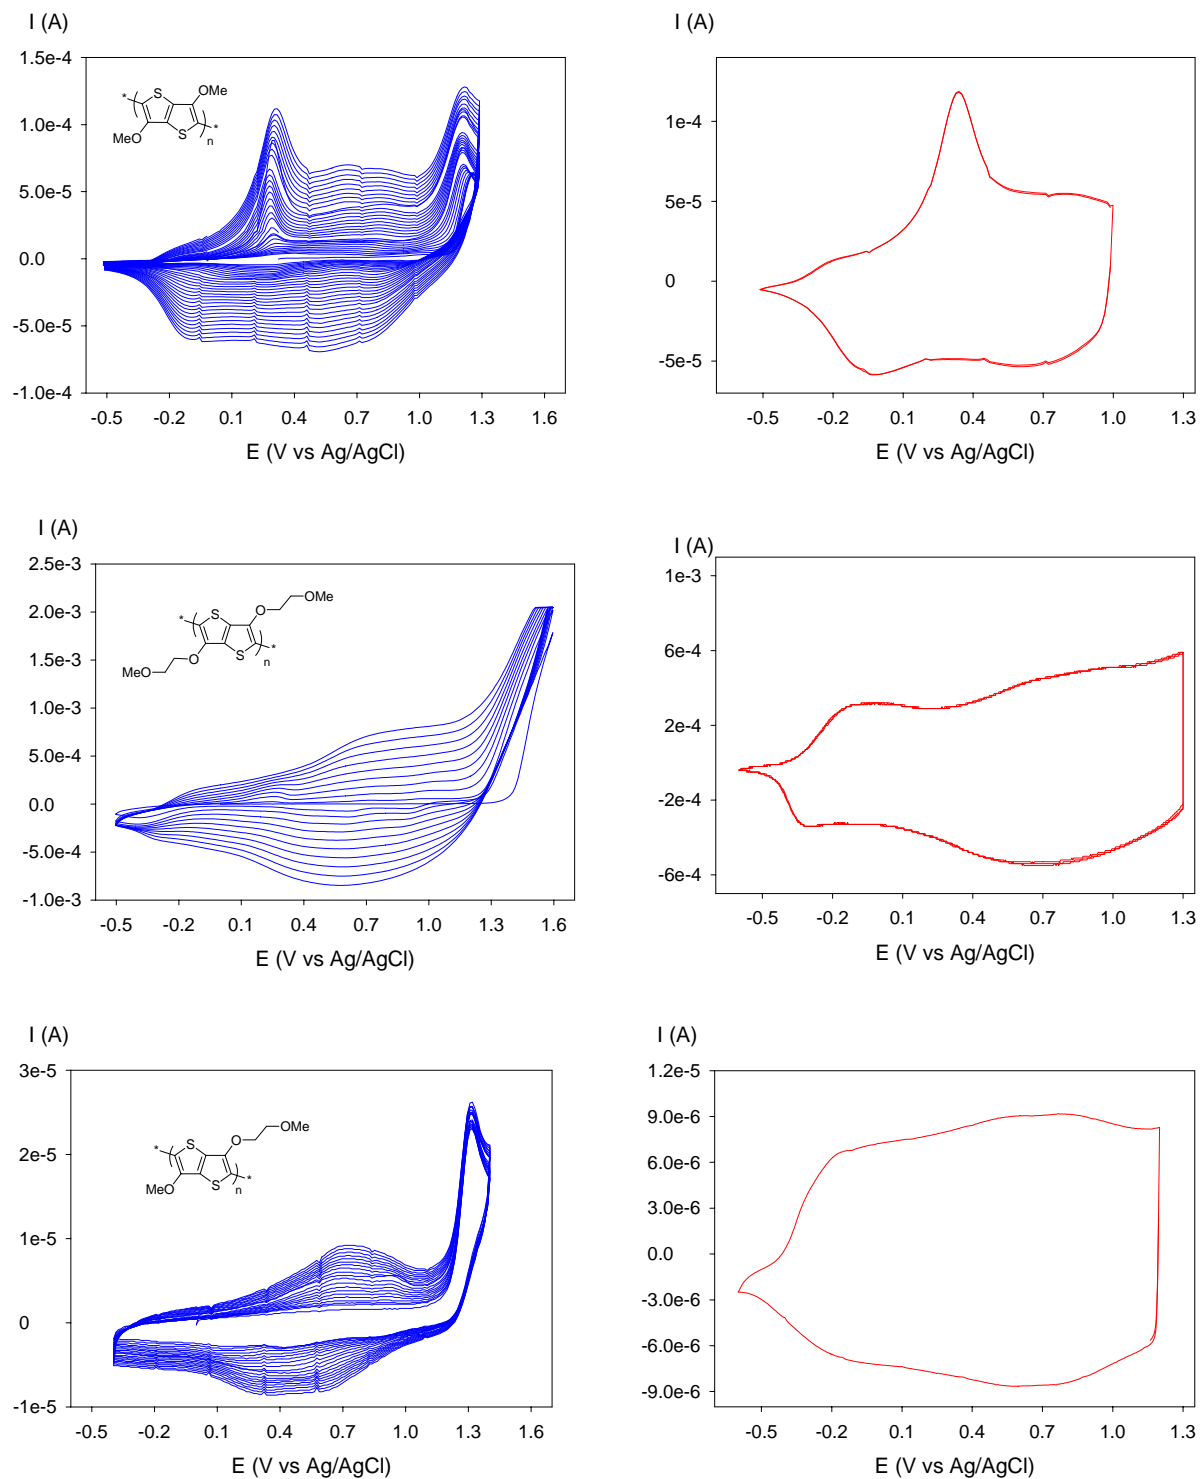 I (A)
1.5e-4
1.0e-4
5.0e-5
0.0
-5.0e-5
-1.0e-4
* ( S OMe
MeO S ) n *
-0.5 -0.2 0.1 0.4 0.7 1.0 1.3 1.6
E (V vs Ag/AgCl)
I (A)
1e-4
5e-5
0
-5e-5
-0.5 -0.2 0.1 0.4 0.7 1.0 1.3
E (V vs Ag/AgCl)
I (A)
2.5e-3
2.0e-3
1.5e-3
1.0e-3
5.0e-4
0.0
-5.0e-4
-1.0e-3
* ( S O OMe
MeO O S ) n *
-0.5 -0.2 0.1 0.4 0.7 1.0 1.3 1.6
E (V vs Ag/AgCl)
I (A)
1e-3
6e-4
2e-4
-2e-4
-6e-4
-0.5 -0.2 0.1 0.4 0.7 1.0 1.3
E (V vs Ag/AgCl)
I (A)
3e-5
2e-5
1e-5
0
-1e-5
* ( S O OMe
MeO S ) n *
-0.5 -0.2 0.1 0.4 0.7 1.0 1.3 1.6
E (V vs Ag/AgCl)
I (A)
1.2e-5
9.0e-6
6.0e-6
3.0e-6
0.0
-3.0e-6
-6.0e-6
-9.0e-6
-0.5 -0.2 0.1 0.4 0.7 1.0 1.3
E (V vs Ag/AgCl)